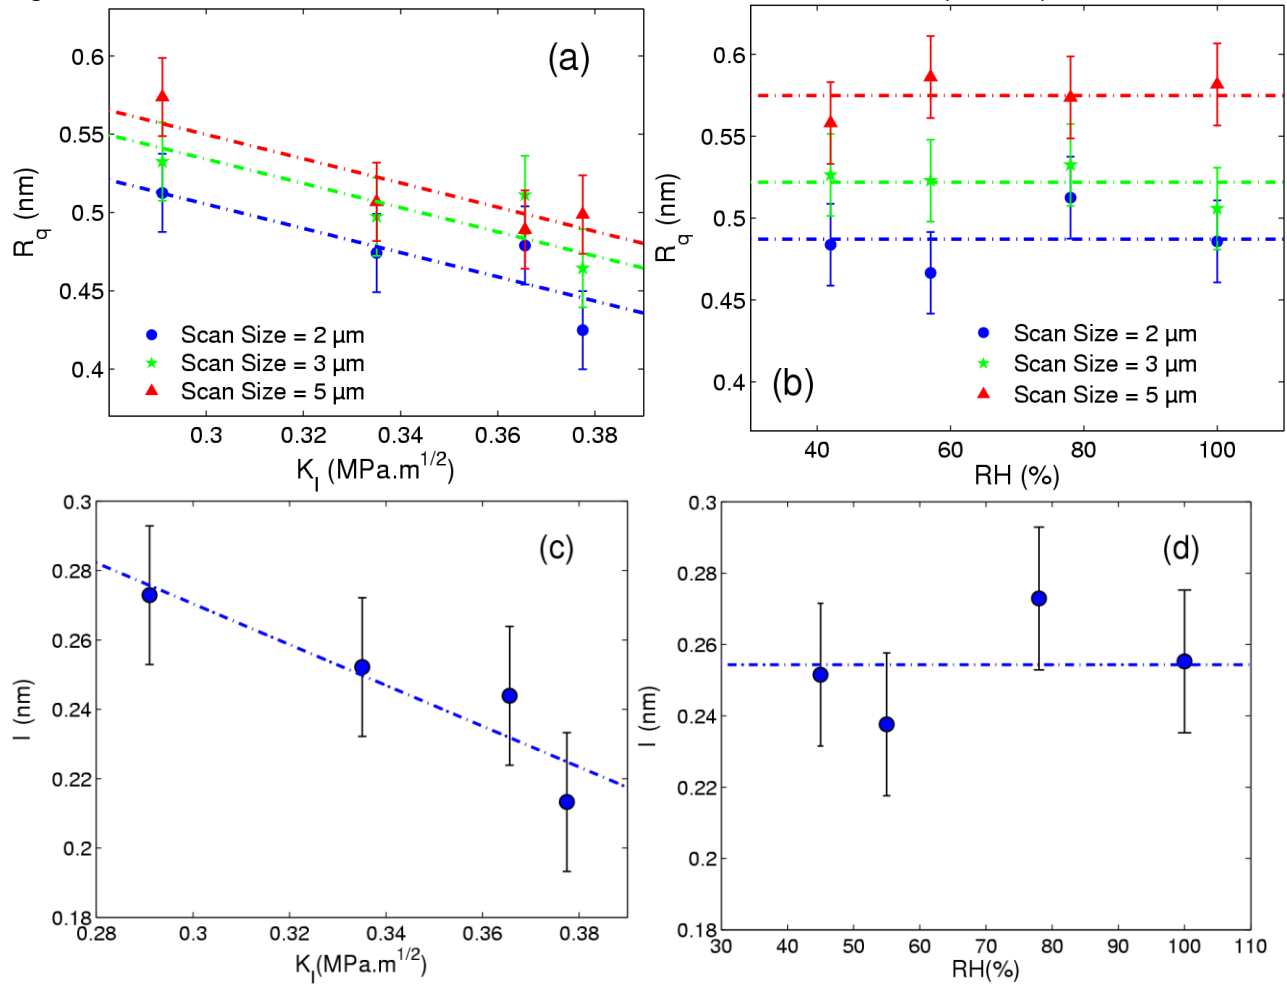 (a)
0.6
0.55
0.5
0.45
0.4
R_q (nm)
Scan Size = 2 µm
Scan Size = 3 µm
Scan Size = 5 µm
0.3 0.32 0.34 0.36 0.38
K_I (MPa.m^1/2)
(b)
0.6
0.55
0.5
0.45
0.4
R_q (nm)
Scan Size = 2 µm
Scan Size = 3 µm
Scan Size = 5 µm
40 60 80 100
RH (%)
(c)
0.3
0.28
0.26
0.24
0.22
0.2
0.18
I (nm)
0.28 0.3 0.32 0.34 0.36 0.38
K_I(MPa.m^1/2)
(d)
0.3
0.28
0.26
0.24
0.22
0.2
0.18
I (nm)
30 40 50 60 70 80 90 100 110
RH(%)